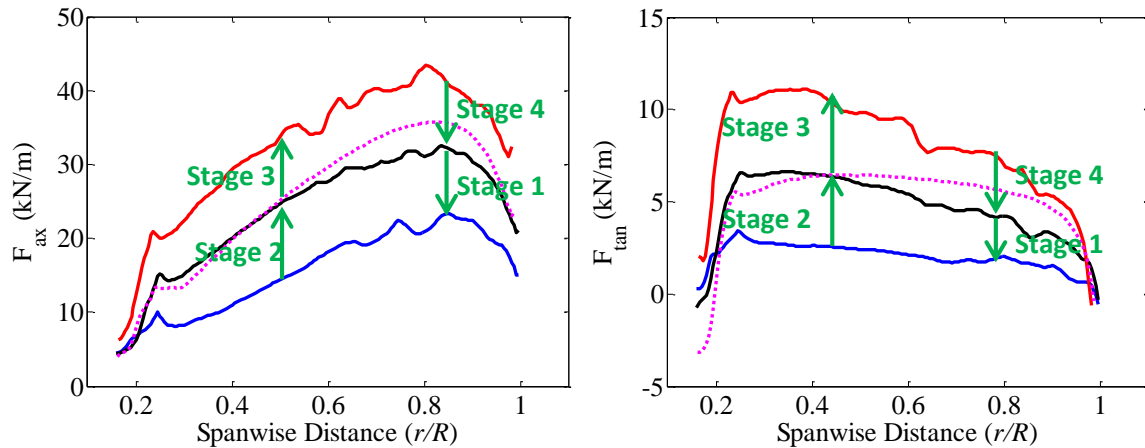 50
40
30
20
10
0
F_ax (kN/m)
Stage 4
Stage 3
Stage 1
Stage 2
0.2 0.4 0.6 0.8 1
Spanwise Distance (r/R)
15
10
5
0
-5
F_tan (kN/m)
Stage 3
Stage 4
Stage 2
Stage 1
0.2 0.4 0.6 0.8 1
Spanwise Distance (r/R)